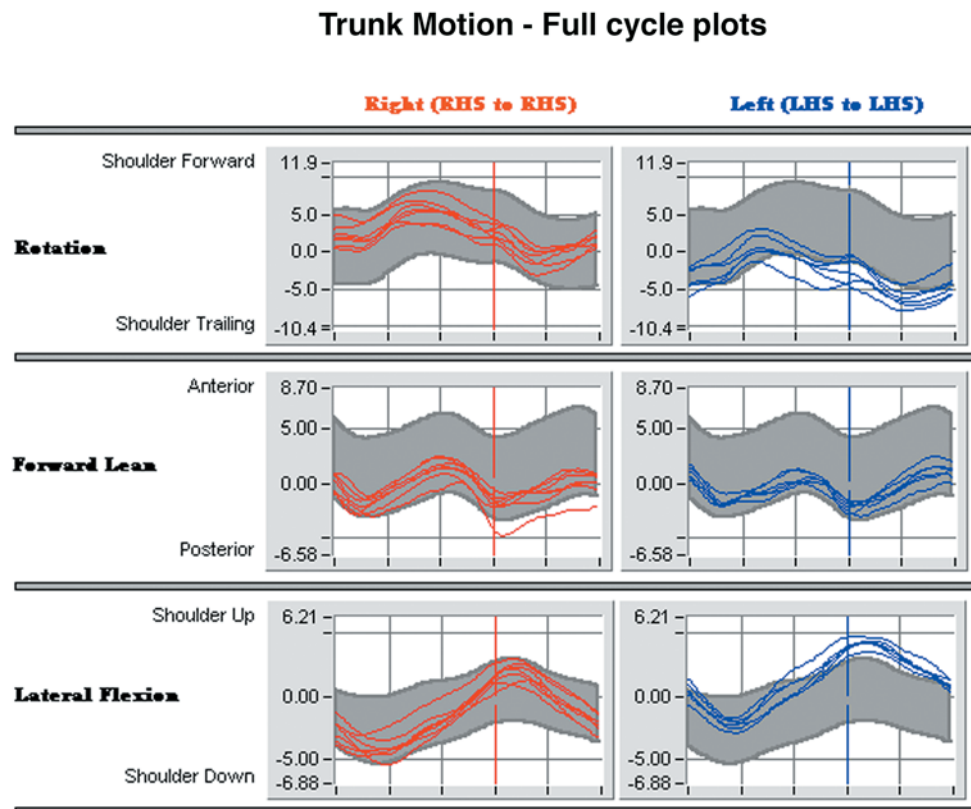 Trunk Motion - Full cycle plots
Right (RHS to RHS)
Left (LHS to LHS)
Shoulder Forward
Rotation
Shoulder Trailing
11.9
5.0
0.0
-5.0
-10.4
11.9
5.0
0.0
-5.0
-10.4
Anterior
Forward Lean
Posterior
8.70
5.00
0.00
-6.58
8.70
5.00
0.00
-6.58
Shoulder Up
Lateral Flexion
Shoulder Down
6.21
0.00
-5.00
-6.88
6.21
0.00
-5.00
-6.88